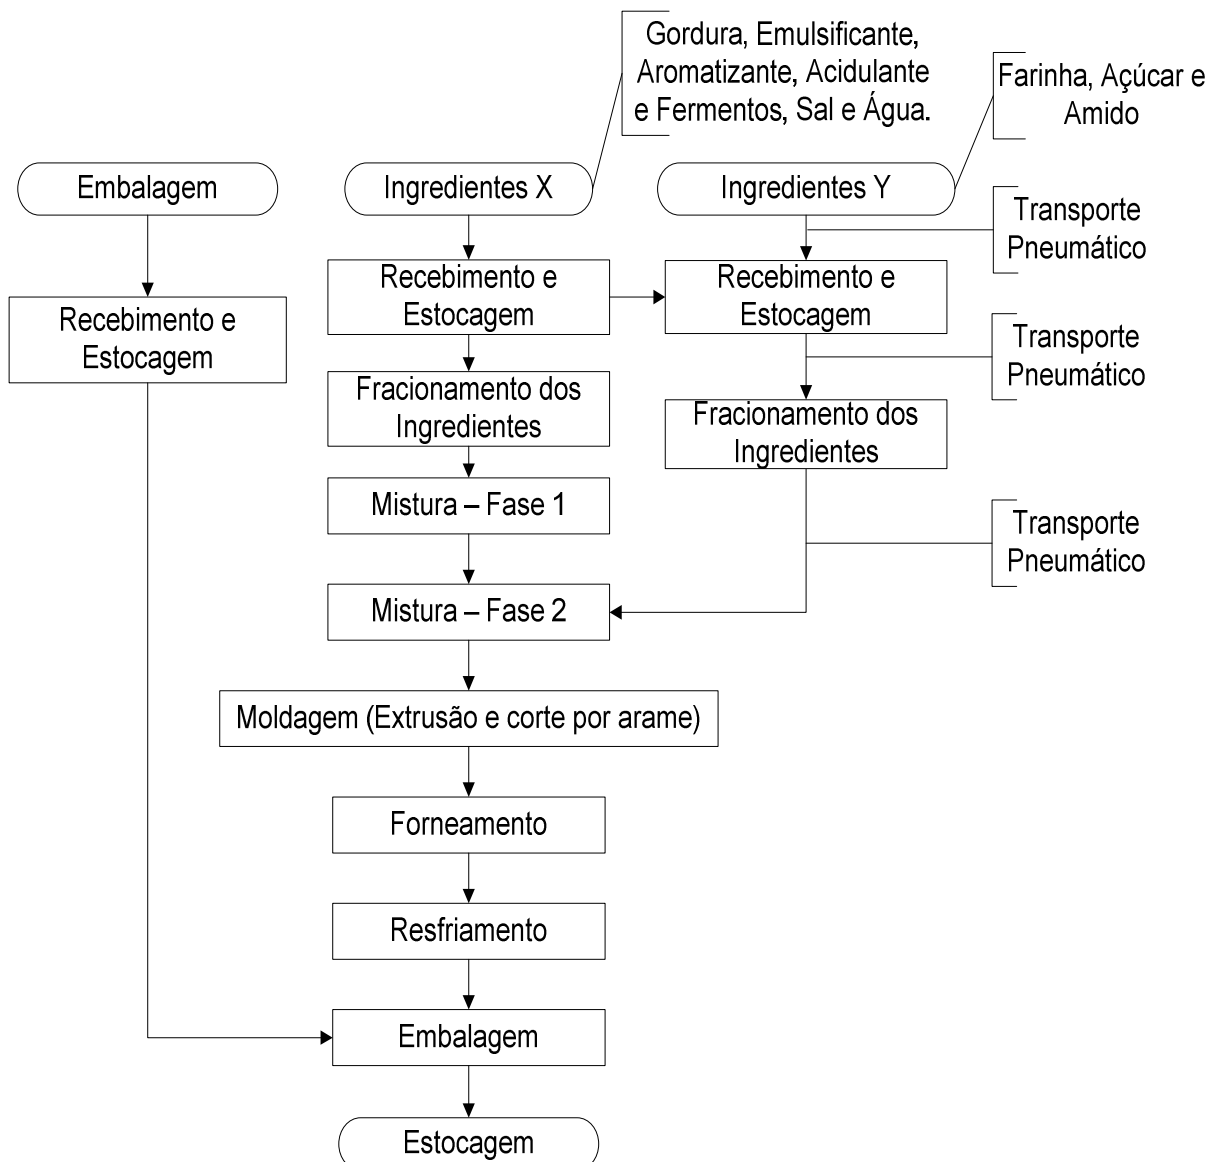 Gordura, Emulsificante,
Aromatizante, Acidulante
e Fermentos, Sal e Água.
Farinha, Açúcar e
Amido
Embalagem
Ingredientes X
Ingredientes Y
Transporte
Pneumático
Recebimento e
Estocagem
Recebimento e
Estocagem
Recebimento e
Estocagem
Transporte
Pneumático
Fracionamento dos
Ingredientes
Fracionamento dos
Ingredientes
Mistura – Fase 1
Transporte
Pneumático
Mistura – Fase 2
Moldagem (Extrusão e corte por arame)
Forneamento
Resfriamento
Embalagem
Estocagem